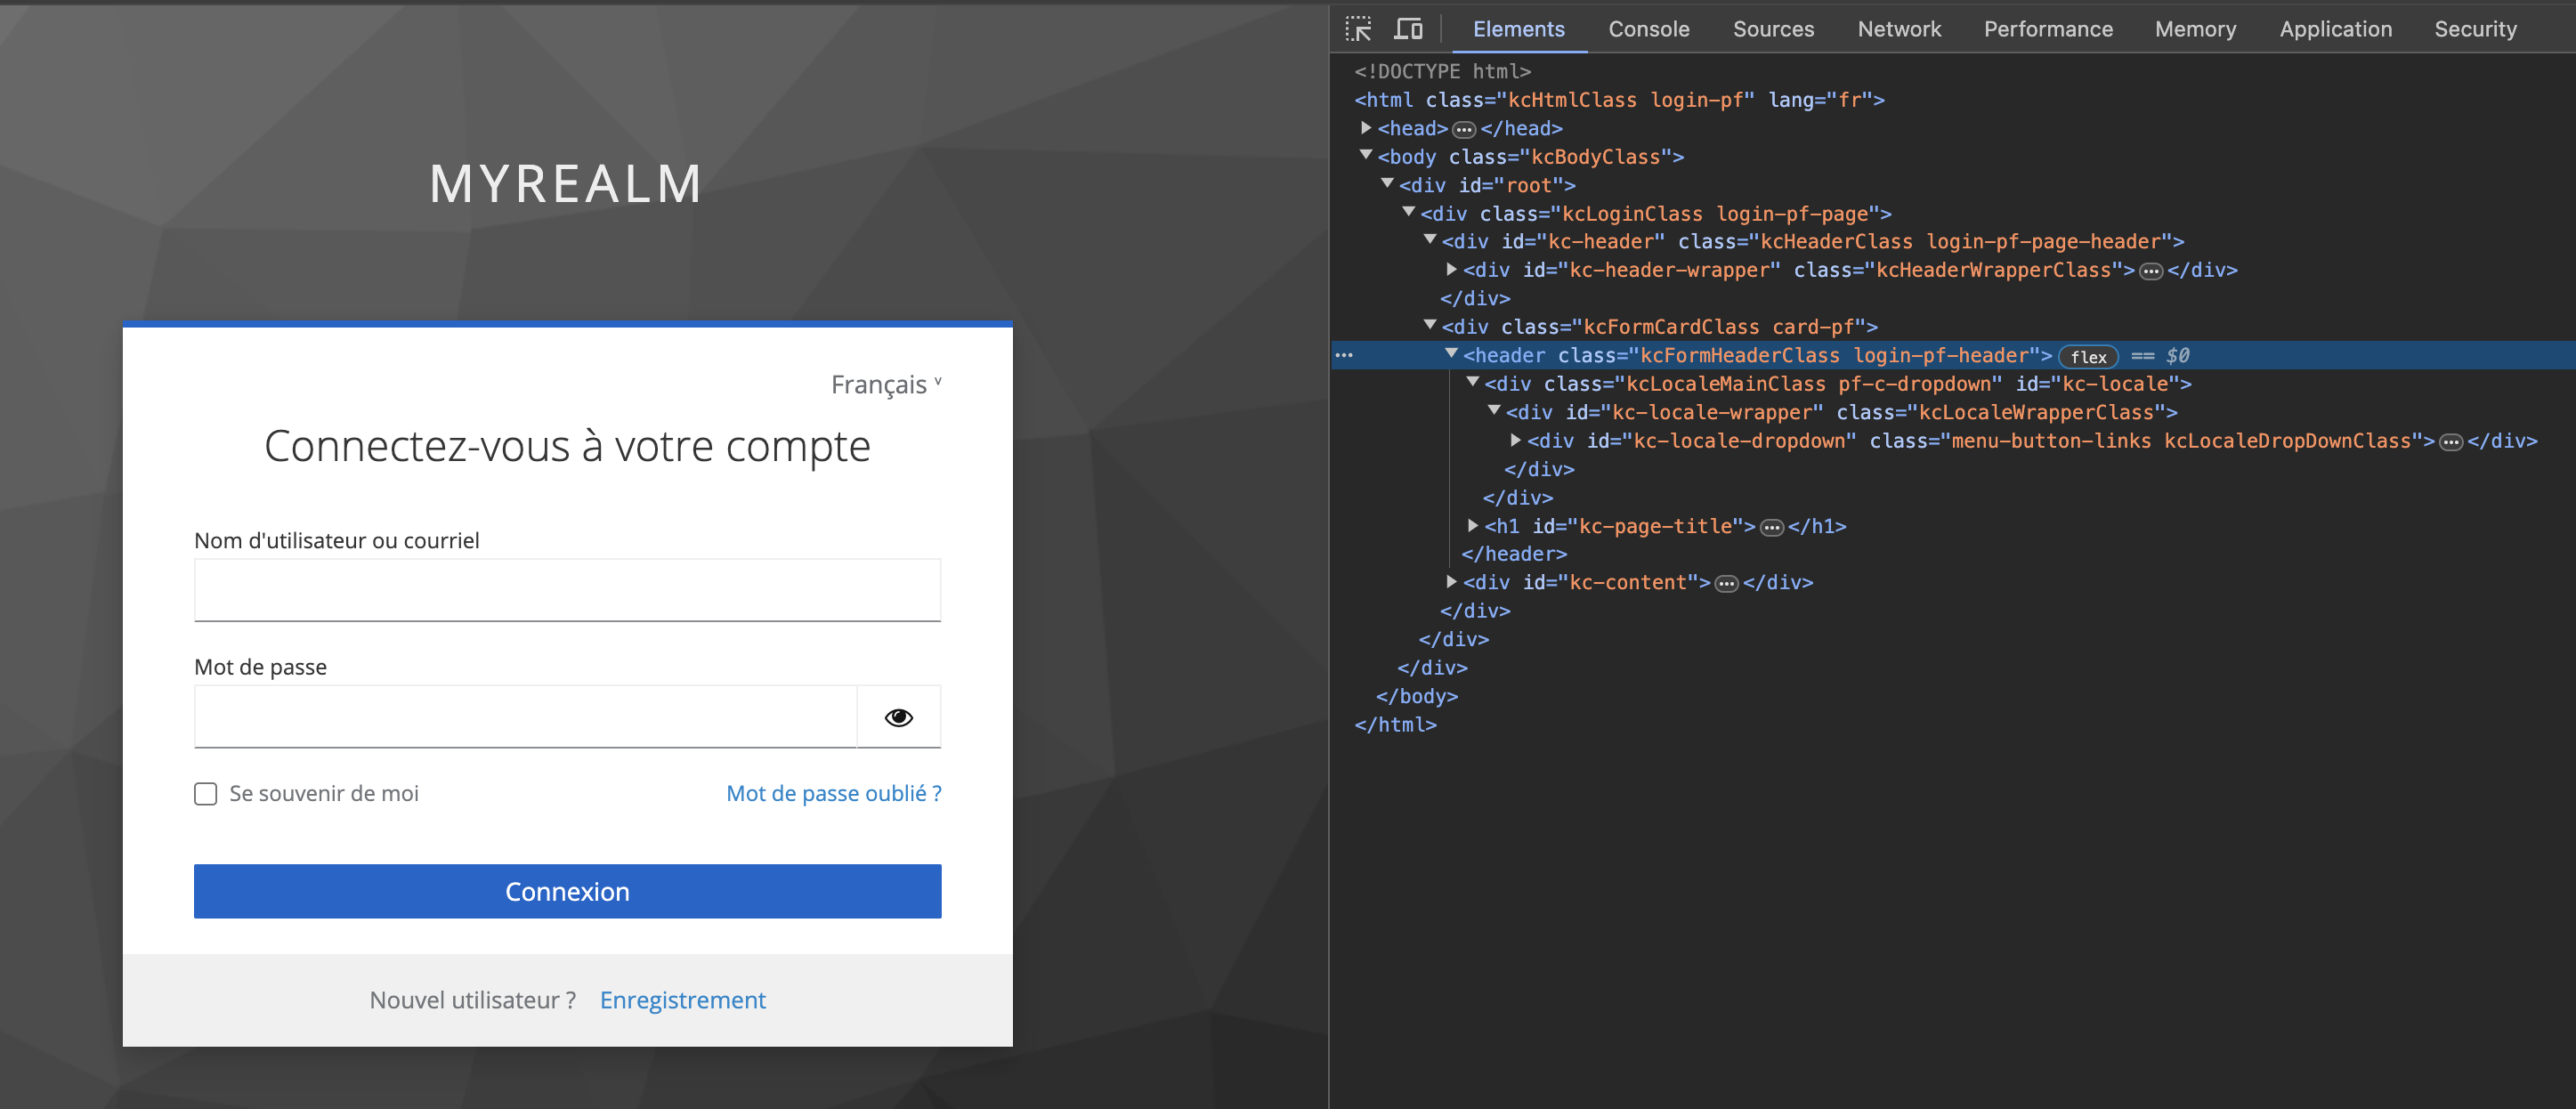 MYREALM
Français ˅
Connectez-vous à votre compte
Nom d'utilisateur ou courriel
Mot de passe
Se souvenir de moi
Mot de passe oublié ?
Connexion
Nouvel utilisateur ? Enregistrement
Elements Console Sources Network Performance Memory Application Security
<!DOCTYPE html>
<html class="kcHtmlClass login-pf" lang="fr">
<head>…</head>
<body class="kcBodyClass">
<div id="root">
<div class="kcLoginClass login-pf-page">
<div id="kc-header" class="kcHeaderClass login-pf-page-header">
<div id="kc-header-wrapper" class="kcHeaderWrapperClass">…</div>
</div>
<div class="kcFormCardClass card-pf">
… <header class="kcFormHeaderClass login-pf-header"> flex == $0
<div class="kcLocaleMainClass pf-c-dropdown" id="kc-locale">
<div id="kc-locale-wrapper" class="kcLocaleWrapperClass">
<div id="kc-locale-dropdown" class="menu-button-links kcLocaleDropDownClass">…</div>
</div>
</div>
<h1 id="kc-page-title">…</h1>
</header>
<div id="kc-content">…</div>
</div>
</div>
</div>
</body>
</html>